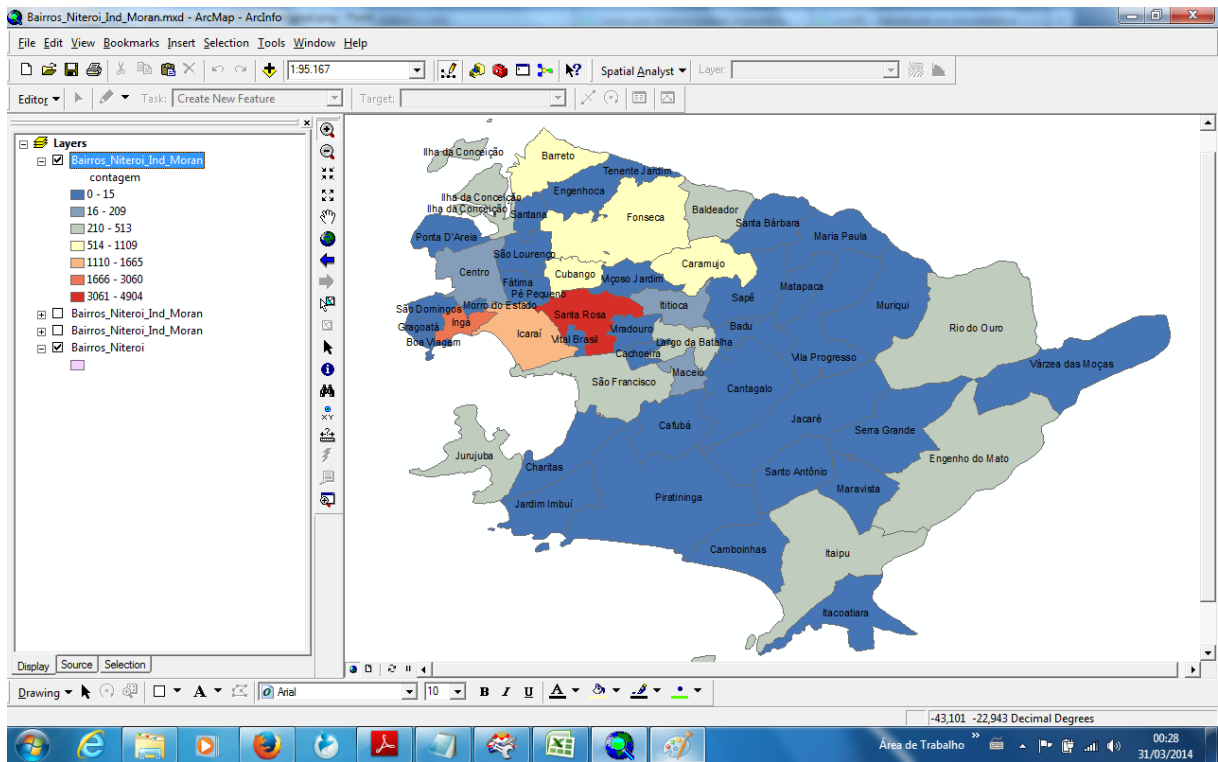 Bairros_Niteroi_Ind_Moran.mxd - ArcMap - ArcInfo
File Edit View Bookmarks Insert Selection Tools Window Help
1:95.167
Spatial Analyst
Layer:
Editor
Task: Create New Feature
Target:
Layers
Bairros_Niteroi_Ind_Moran
contagem
0 - 15
16 - 209
210 - 513
514 - 1109
1110 - 1665
1666 - 3060
3061 - 4904
Bairros_Niteroi_Ind_Moran
Bairros_Niteroi_Ind_Moran
Bairros_Niteroi
Ilha da Conceição
Barreto
Tenente Jardim
Engenhoca
Ilha da Conceição
Ilha da Conceição
Santana
Fonseca
Baldeador
Santa Bárbara
Maria Paula
Ponta D'Areia
São Lourenço
Centro
Cubango
Caramujo
Viçoso Jardim
Fátima
Pé Pequeno
Matapaca
Sapê
Ititioca
Muriqui
São Domingos
Morro do Estado
Santa Rosa
Gragoatá
Ingá
Icaraí
Viradouro
Badu
Rio do Ouro
Boa Viagem
Vital Brasil
Largo da Batalha
Cachoeira
Vila Progresso
Várzea das Moças
São Francisco
Maceió
Cantagalo
Cafubá
Jacaré
Serra Grande
Jurujuba
Charitas
Engenho do Mato
Santo Antônio
Maravista
Jardim Imbuí
Piratininga
Camboinhas
Itaipu
Itacoatiara
Display Source Selection
Drawing
A
Arial
10
B I U A
-43,101 -22,943 Decimal Degrees
Área de Trabalho
00:28
31/03/2014